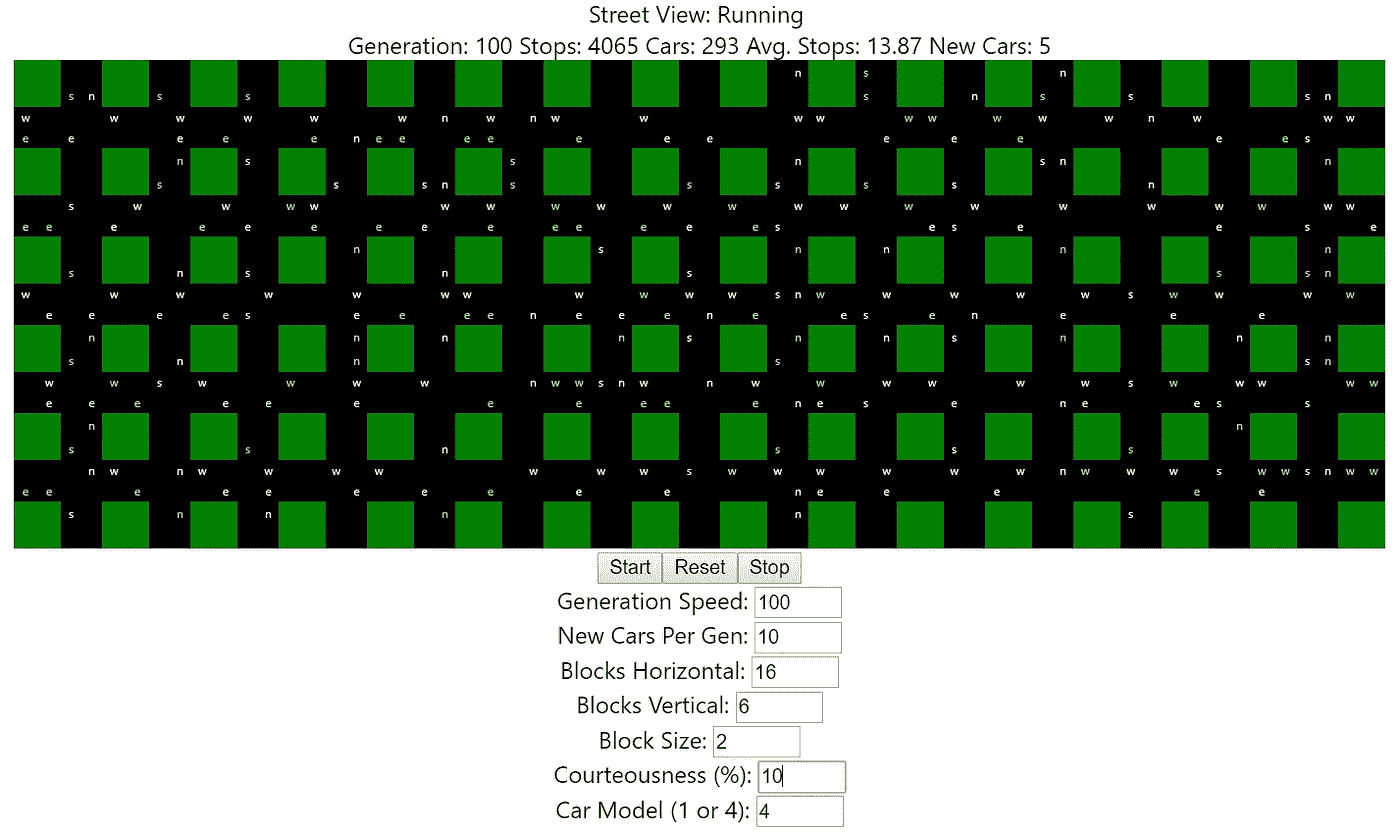 Street View: Running
Generation: 100 Stops: 4065 Cars: 293 Avg. Stops: 13.87 New Cars: 5
n s n
s n s s s n s s s n
w w w w w w n w n w w w w w w w w w n w w w
e e e e e n e e e e e e e e e e e e s
n s s n s n n
s s s n s s s s n
s w w w w w w w w w w w w w w w w w w w w
e e e e e e e e e e e e e e s e s e e s e
n s n n n n
s n s n s s s n
w w w w w w w w w w w s n w w w w w s w w w w
e e e e s e e e e n e e e n e e s e n e e e
n n n n s n n s n n
s n n s s n
w w s w w w w n w w s n w n w w w w w w s w w w w w
e e e e e e e e e e e n e s e n e e s s
n n
s s n s s s
n w n w w w w w w w s w w w w w w n w w w s w w s n w w
e e e e e e e e e e n e e e e e
s n n n n s
Start Reset Stop
Generation Speed: 100
New Cars Per Gen: 10
Blocks Horizontal: 16
Blocks Vertical: 6
Block Size: 2
Courteousness (%): 10
Car Model (1 or 4): 4